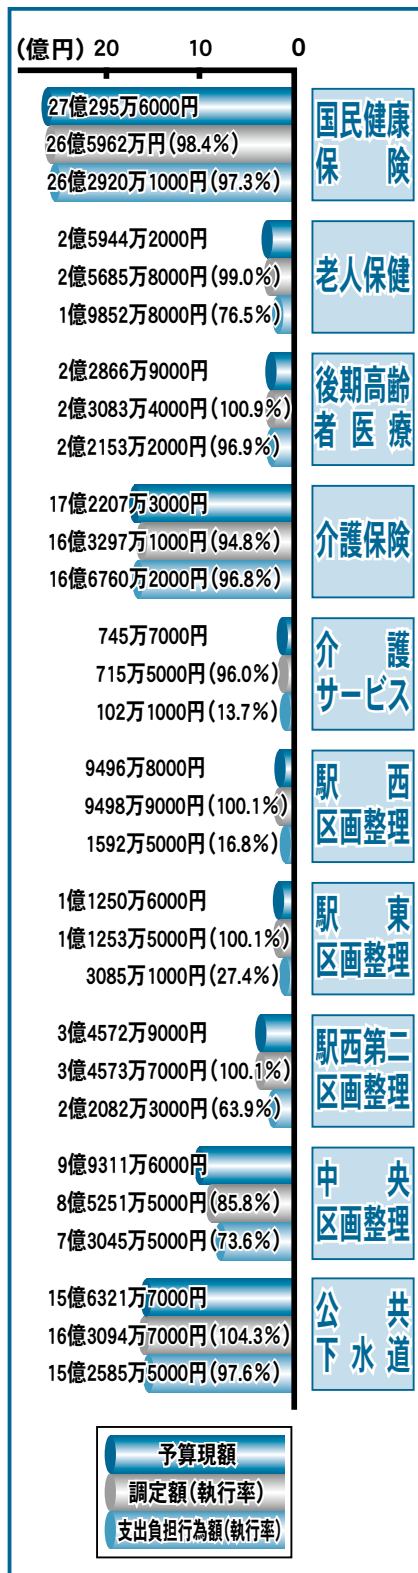 (億円) 20 10 0
27億295万6000円
26億5962万円(98.4%)
26億2920万1000円(97.3%)
国民健康
保険
2億5944万2000円
2億5685万8000円(99.0%)
1億9852万8000円(76.5%)
老人保健
2億2866万9000円
2億3083万4000円(100.9%)
2億2153万2000円(96.9%)
後期高齢
者医療
17億2207万3000円
16億3297万1000円(94.8%)
16億6760万2000円(96.8%)
介護保険
745万7000円
715万5000円(96.0%)
102万1000円(13.7%)
介護
サービス
9496万8000円
9498万9000円(100.1%)
1592万5000円(16.8%)
駅西
区画整理
1億1250万6000円
1億1253万5000円(100.1%)
3085万1000円(27.4%)
駅東
区画整理
3億4572万9000円
3億4573万7000円(100.1%)
2億2082万3000円(63.9%)
駅西第二
区画整理
9億9311万6000円
8億5251万5000円(85.8%)
7億3045万5000円(73.6%)
中央
区画整理
15億6321万7000円
16億3094万7000円(104.3%)
15億2585万5000円(97.6%)
公共
下水道
予算現額
調定額(執行率)
支出負担行為額(執行率)